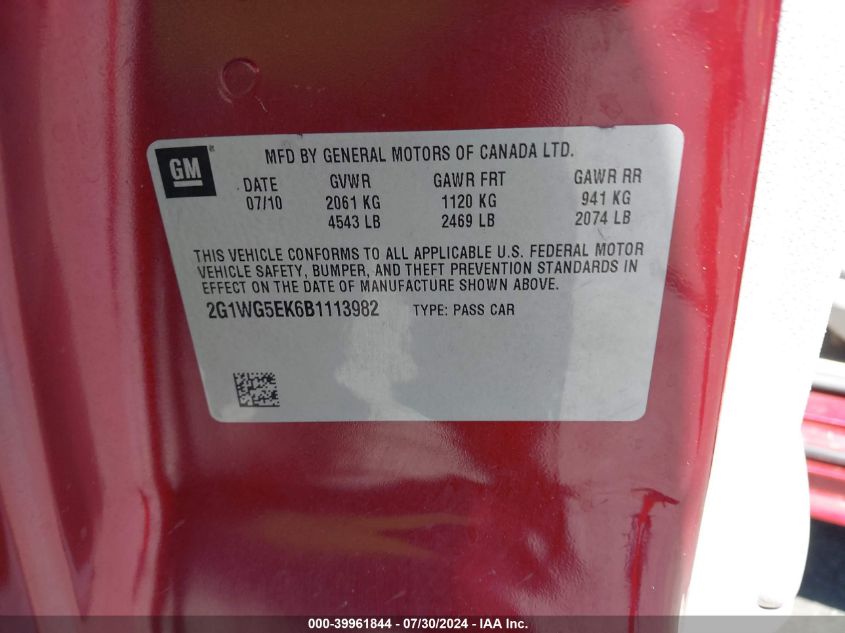 GM
MFD BY GENERAL MOTORS OF CANADA LTD.
DATE GVWR GAWR FRT GAWR RR
07/10 2061 KG 1120 KG 941 KG
4543 LB 2469 LB 2074 LB
THIS VEHICLE CONFORMS TO ALL APPLICABLE U.S. FEDERAL MOTOR
VEHICLE SAFETY, BUMPER, AND THEFT PREVENTION STANDARDS IN
EFFECT ON THE DATE OF MANUFACTURE SHOWN ABOVE.
2G1WG5EK6B1113982 TYPE: PASS CAR
000-39961844 - 07/30/2024 - IAA Inc.